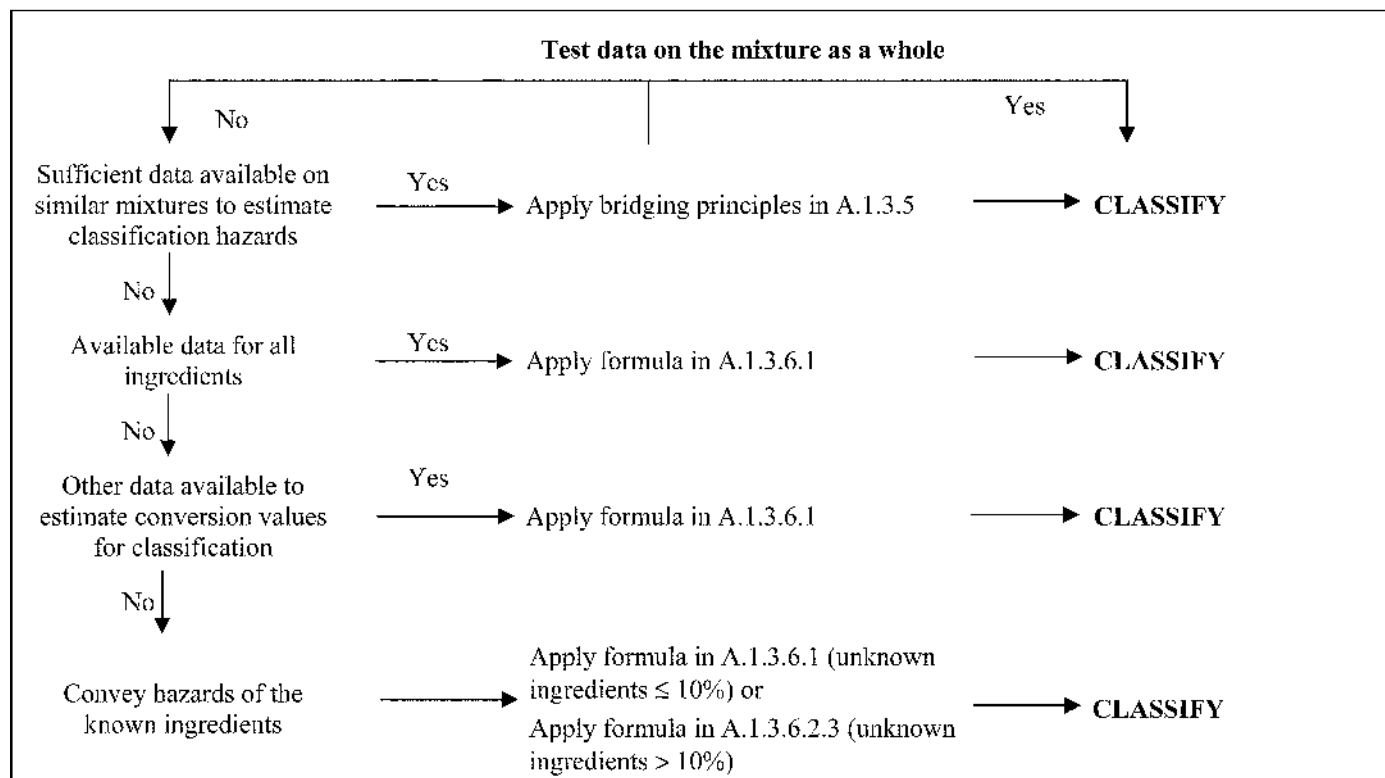 Test data on the mixture as a whole
No
Yes
Sufficient data available on
similar mixtures to estimate
classification hazards
Yes
Apply bridging principles in A.1.3.5
CLASSIFY
No
Available data for all
ingredients
Yes
Apply formula in A.1.3.6.1
CLASSIFY
No
Other data available to
estimate conversion values
for classification
Yes
Apply formula in A.1.3.6.1
CLASSIFY
No
Convey hazards of the
known ingredients
Apply formula in A.1.3.6.1 (unknown
ingredients ≤ 10%) or
Apply formula in A.1.3.6.2.3 (unknown
ingredients > 10%)
CLASSIFY